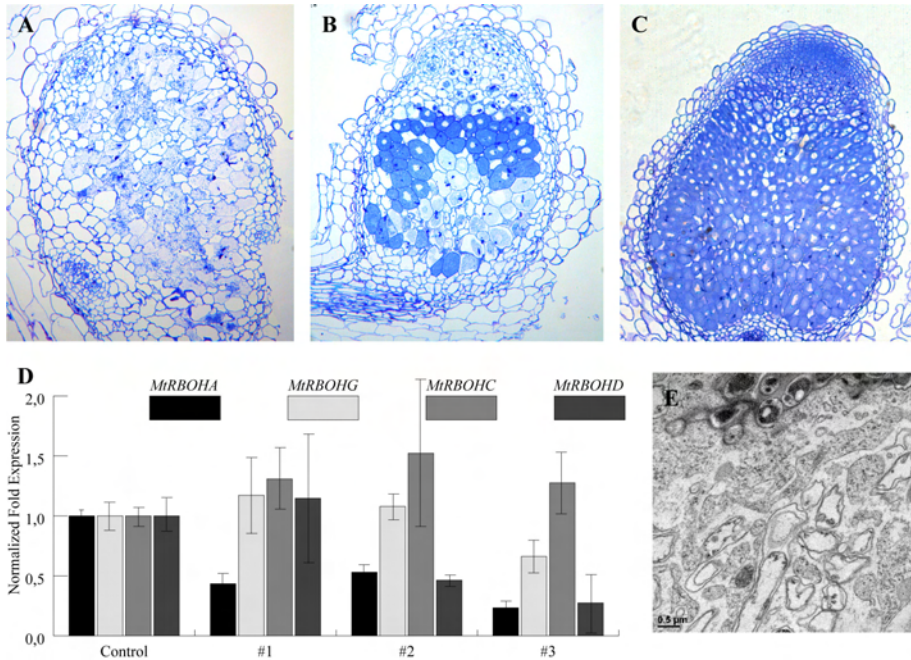 A B C
D MtRBOHA MtRBOHG MtRBOHC MtRBOHD
E
2,0
1,5
1,0
0,5
0,0
Normalized Fold Expression
Control #1 #2 #3
0.5 µm